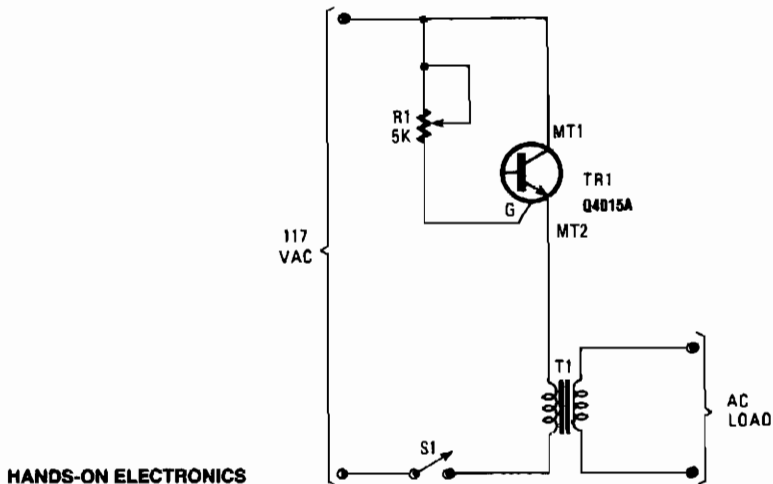 R1
5K
MT1
TR1
Q4015A
G
MT2
117
VAC
T1
AC
LOAD
S1
HANDS-ON ELECTRONICS